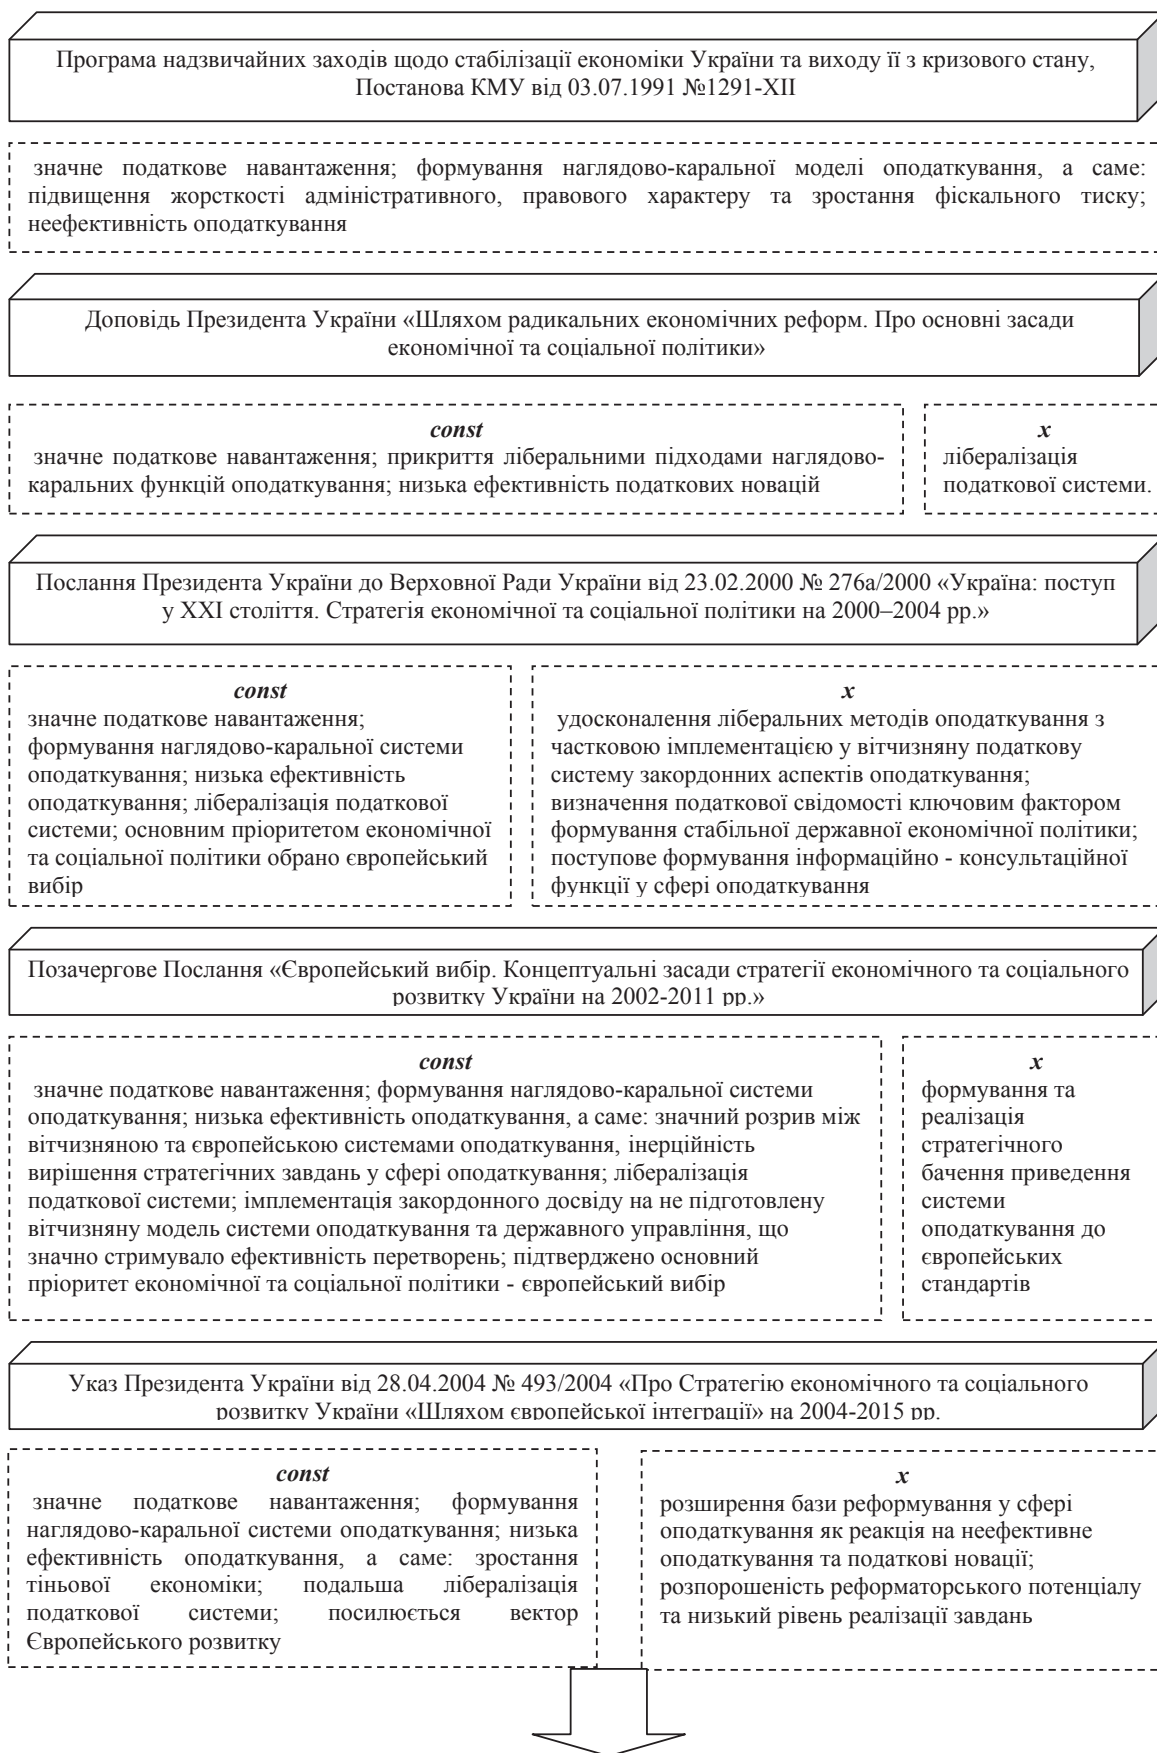 Програма надзвичайних заходів щодо стабілізації економіки України та виходу її з кризового стану,
Постанова КМУ від 03.07.1991 №1291-XII
значне податкове навантаження; формування наглядово-каральної моделі оподаткування, а саме:
підвищення жорсткості адміністративного, правового характеру та зростання фіскального тиску;
неефективність оподаткування
Доповідь Президента України «Шляхом радикальних економічних реформ. Про основні засади
економічної та соціальної політики»
const
значне податкове навантаження; прикриття ліберальними підходами наглядово-
каральних функцій оподаткування; низька ефективність податкових новацій
x
лібералізація
податкової системи.
Послання Президента України до Верховної Ради України від 23.02.2000 № 276а/2000 «Україна: поступ
у XXI століття. Стратегія економічної та соціальної політики на 2000–2004 рр.»
const
значне податкове навантаження;
формування наглядово-каральної системи
оподаткування; низька ефективність
оподаткування; лібералізація податкової
системи; основним пріоритетом економічної
та соціальної політики обрано європейський
вибір
x
удосконалення ліберальних методів оподаткування з
частковою імплементацією у вітчизняну податкову
систему закордонних аспектів оподаткування;
визначення податкової свідомості ключовим фактором
формування стабільної державної економічної політики;
поступове формування інформаційно - консультаційної
функції у сфері оподаткування
Позачергове Послання «Європейський вибір. Концептуальні засади стратегії економічного та соціального
розвитку України на 2002-2011 рр.»
const
значне податкове навантаження; формування наглядово-каральної системи
оподаткування; низька ефективність оподаткування, а саме: значний розрив між
вітчизняною та європейською системами оподаткування, інерційність
вирішення стратегічних завдань у сфері оподаткування; лібералізація
податкової системи; імплементація закордонного досвіду на не підготовлену
вітчизняну модель системи оподаткування та державного управління, що
значно стримувало ефективність перетворень; підтверджено основний
пріоритет економічної та соціальної політики - європейський вибір
x
формування та
реалізація
стратегічного
бачення приведення
системи
оподаткування до
європейських
стандартів
Указ Президента України від 28.04.2004 № 493/2004 «Про Стратегію економічного та соціального
розвитку України «Шляхом європейської інтеграції» на 2004-2015 рр.
const
значне податкове навантаження; формування
наглядово-каральної системи оподаткування; низька
ефективність оподаткування, а саме: зростання
тіньової економіки; подальша лібералізація
податкової системи; посилюється вектор
Європейського розвитку
x
розширення бази реформування у сфері
оподаткування як реакція на неефективне
оподаткування та податкові новації;
розпорошеність реформаторського потенціалу
та низький рівень реалізації завдань